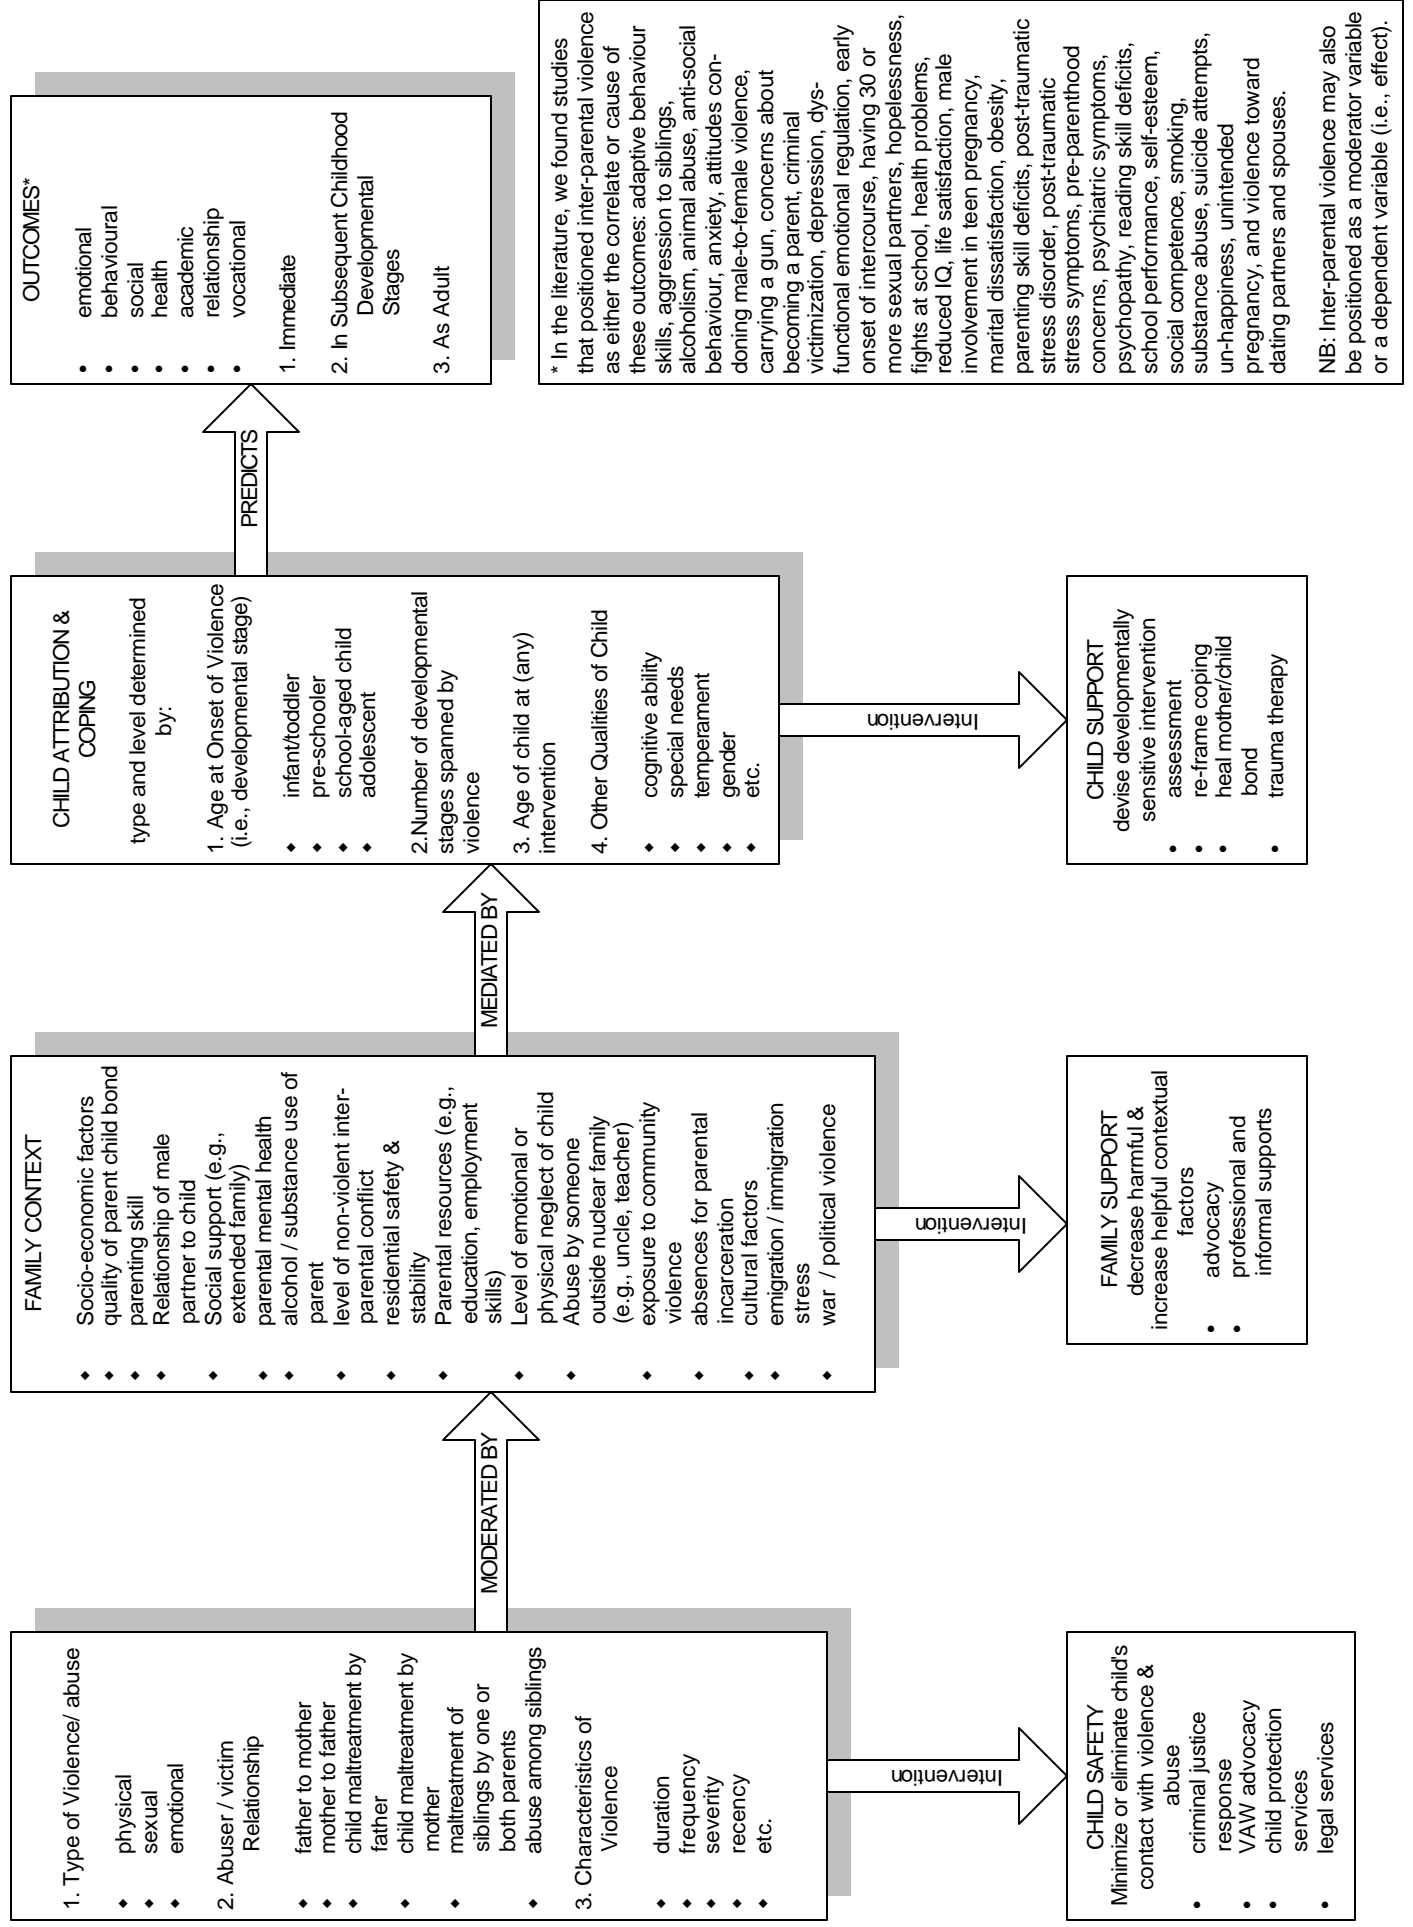 1. Type of Violence/ abuse
♦ physical
♦ sexual
♦ emotional
2. Abuser / victim
Relationship
♦ father to mother
♦ mother to father
♦ child maltreatment by
father
♦ child maltreatment by
mother
♦ maltreatment of
siblings by one or
both parents
♦ abuse among siblings
3. Characteristics of
Violence
♦ duration
♦ frequency
♦ severity
♦ recency
♦ etc.
MODERATED BY
FAMILY CONTEXT
♦ Socio-economic factors
♦ quality of parent child bond
♦ parenting skill
♦ Relationship of male
partner to child
♦ Social support (e.g.,
extended family)
♦ parental mental health
♦ alcohol / substance use of
parent
♦ level of non-violent inter-
parental conflict
♦ residential safety &
stability
♦ Parental resources (e.g.,
education, employment
skills)
♦ Level of emotional or
physical neglect of child
♦ Abuse by someone
outside nuclear family
(e.g., uncle, teacher)
♦ exposure to community
violence
♦ absences for parental
incarceration
♦ cultural factors
♦ emigration / immigration
stress
♦ war / political violence
MEDIATED BY
CHILD ATTRIBUTION &
COPING
type and level determined
by:
1. Age at Onset of Violence
(i.e., developmental stage)
♦ infant/toddler
♦ pre-schooler
♦ school-aged child
♦ adolescent
2.Number of developmental
stages spanned by
violence
3. Age of child at (any)
intervention
4. Other Qualities of Child
♦ cognitive ability
♦ special needs
♦ temperament
♦ gender
♦ etc.
PREDICTS
OUTCOMES*
• emotional
• behavioural
• social
• health
• academic
• relationship
• vocational
1. Immediate
2. In Subsequent Childhood
Developmental
Stages
3. As Adult
Intervention
CHILD SAFETY
Minimize or eliminate child's
contact with violence &
abuse
• criminal justice
response
• VAW advocacy
• child protection
services
• legal services
Intervention
FAMILY SUPPORT
decrease harmful &
increase helpful contextual
factors
• advocacy
• professional and
informal supports
Intervention
CHILD SUPPORT
devise developmentally
sensitive intervention
• assessment
• re-frame coping
• heal mother/child
bond
• trauma therapy
* In the literature, we found studies
that positioned inter-parental violence
as either the correlate or cause of
these outcomes: adaptive behaviour
skills, aggression to siblings,
alcoholism, animal abuse, anti-social
behaviour, anxiety, attitudes con-
doning male-to-female violence,
carrying a gun, concerns about
becoming a parent, criminal
victimization, depression, dys-
functional emotional regulation, early
onset of intercourse, having 30 or
more sexual partners, hopelessness,
fights at school, health problems,
reduced IQ, life satisfaction, male
involvement in teen pregnancy,
marital dissatisfaction, obesity,
parenting skill deficits, post-traumatic
stress disorder, post-traumatic
stress symptoms, pre-parenthood
concerns, psychiatric symptoms,
psychopathy, reading skill deficits,
school performance, self-esteem,
social competence, smoking,
substance abuse, suicide attempts,
un-happiness, unintended
pregnancy, and violence toward
dating partners and spouses.
NB: Inter-parental violence may also
be positioned as a moderator variable
or a dependent variable (i.e., effect).